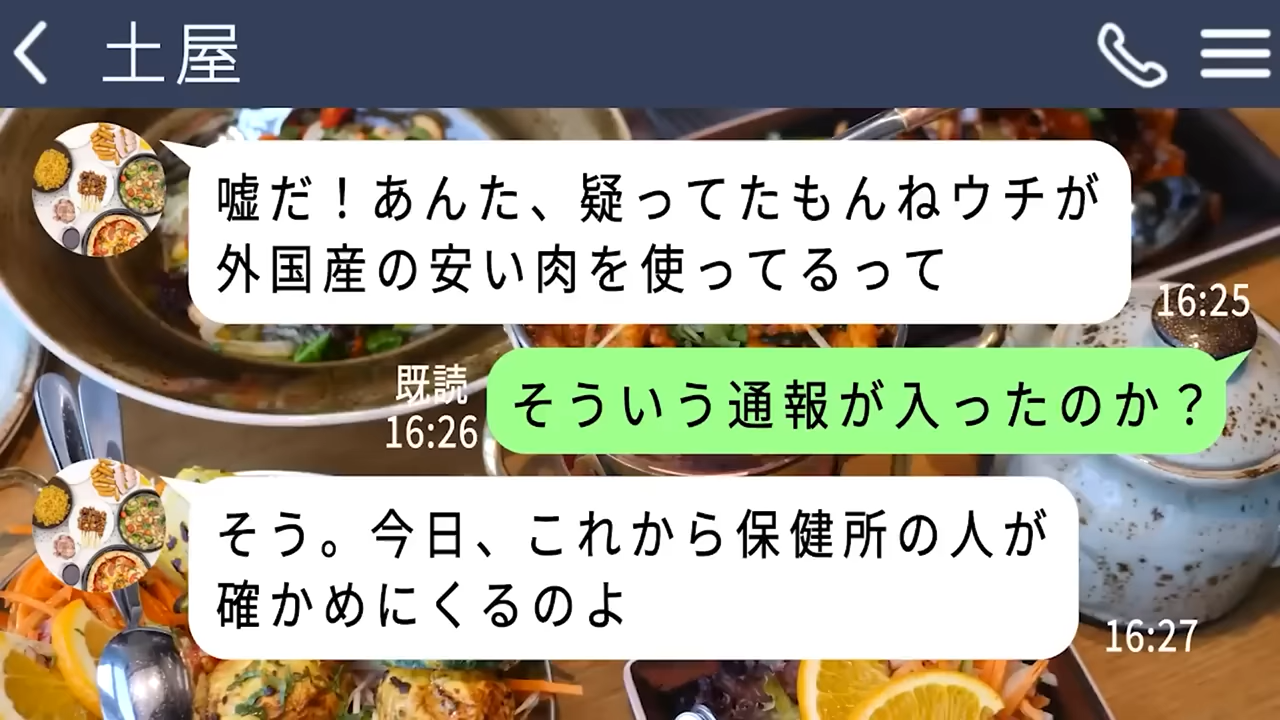 土屋
嘘だ！あんた、疑ってたもんねウチが
外国産の安い肉を使ってるって
16:25
既読
16:26
そういう通報が入ったのか？
そう。今日、これから保健所の人が
確かめにくるのよ
16:27